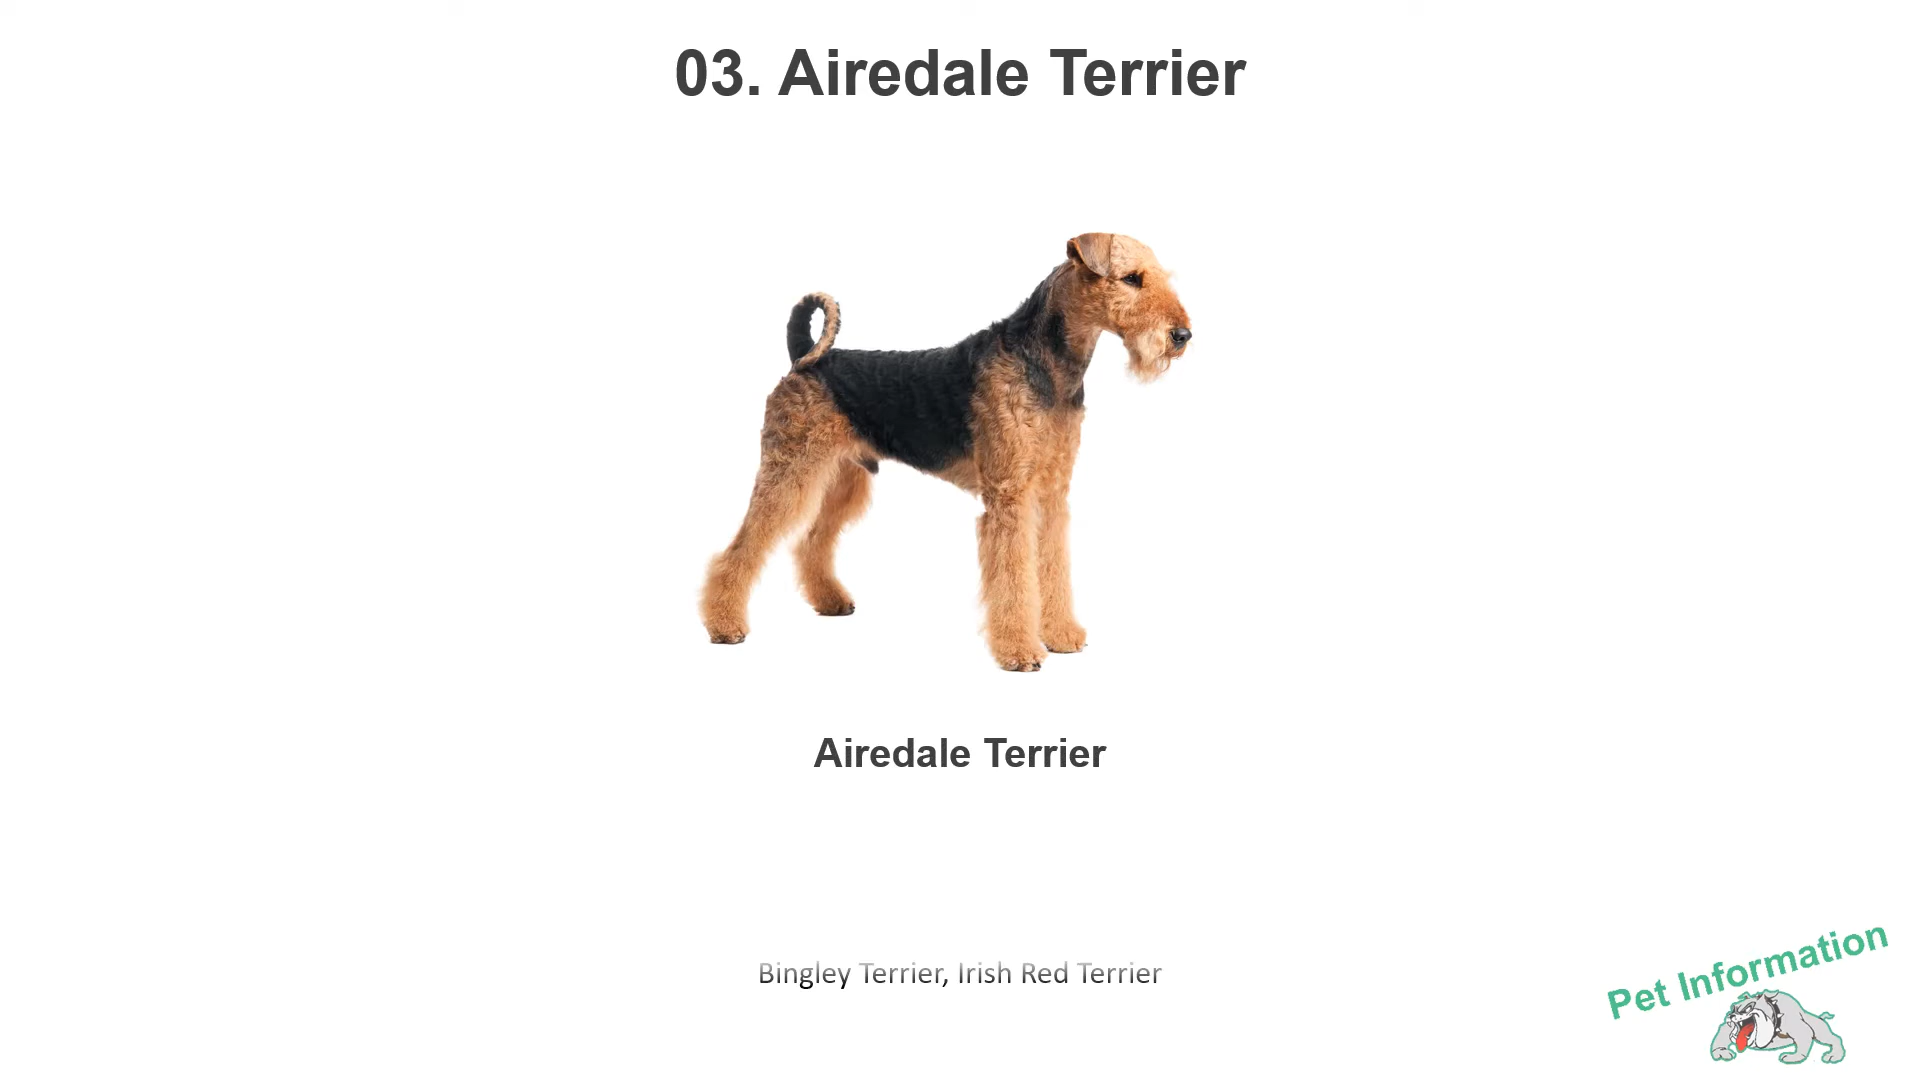 03. Airedale Terrier
Airedale Terrier
Bingley Terrier, Irish Red Terrier
Pet Information